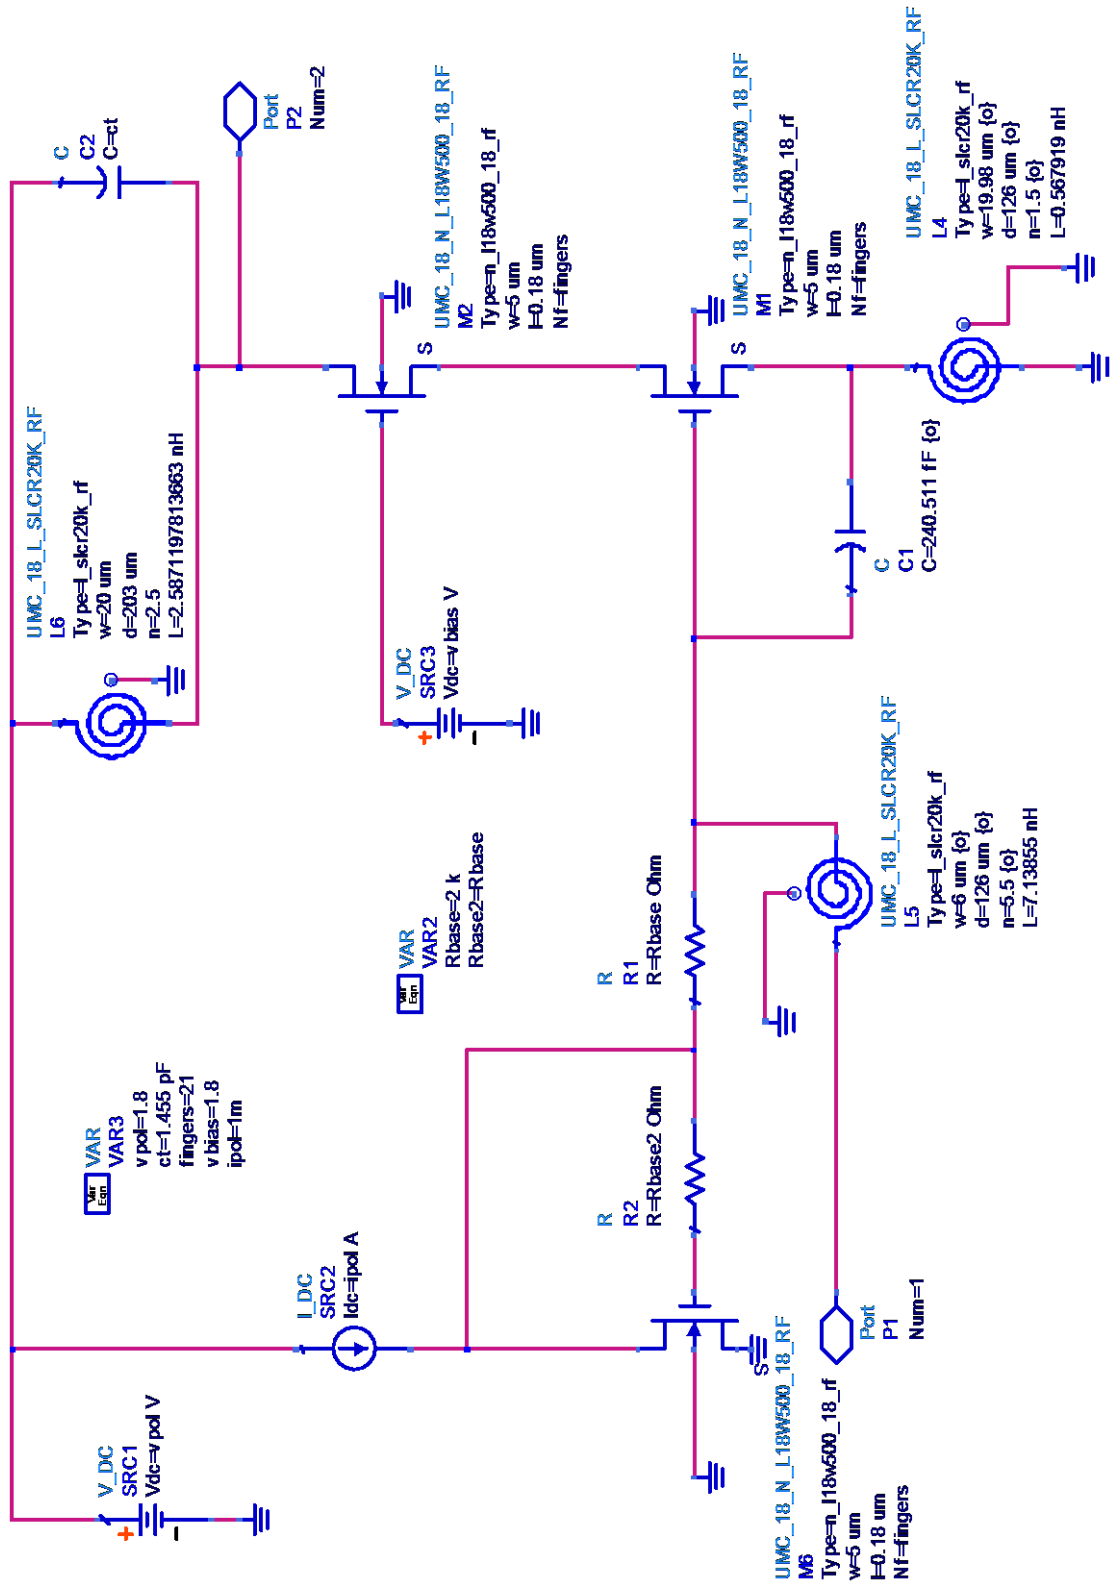 V_DC
SRC1
Vdc=vpol V
+
-
VAR
VAR3
Var
Eqn
vpol=1.8
ct=1.455 pF
fingers=21
vbias=1.8
ipol=1m
I_DC
SRC2
Idc=ipol A
UMC_18_L_SLCR20K_RF
L6
Type=l_slcr20k_rf
w=20 um
d=203 um
n=2.5
L=2.5871197813663 nH
C
C2
C=ct
Port
P2
Num=2
VAR
VAR2
Var
Eqn
Rbase=2 k
Rbase2=Rbase
V_DC
SRC3
Vdc=vbias V
+
-
UMC_18_N_L18W500_18_RF
M2
Type=n_l18w500_18_rf
w=5 um
l=0.18 um
Nf=fingers
S
R
R2
R=Rbase2 Ohm
R
R1
R=Rbase Ohm
UMC_18_N_L18W500_18_RF
M1
Type=n_l18w500_18_rf
w=5 um
l=0.18 um
Nf=fingers
S
UMC_18_N_L18W500_18_RF
M6
Type=n_l18w500_18_rf
w=5 um
l=0.18 um
Nf=fingers
S
Port
P1
Num=1
UMC_18_L_SLCR20K_RF
L5
Type=l_slcr20k_rf
w=6 um {o}
d=126 um {o}
n=5.5 {o}
L=7.13855 nH
C
C1
C=240.511 fF {o}
UMC_18_L_SLCR20K_RF
L4
Type=l_slcr20k_rf
w=19.98 um {o}
d=126 um {o}
n=1.5 {o}
L=0.567919 nH